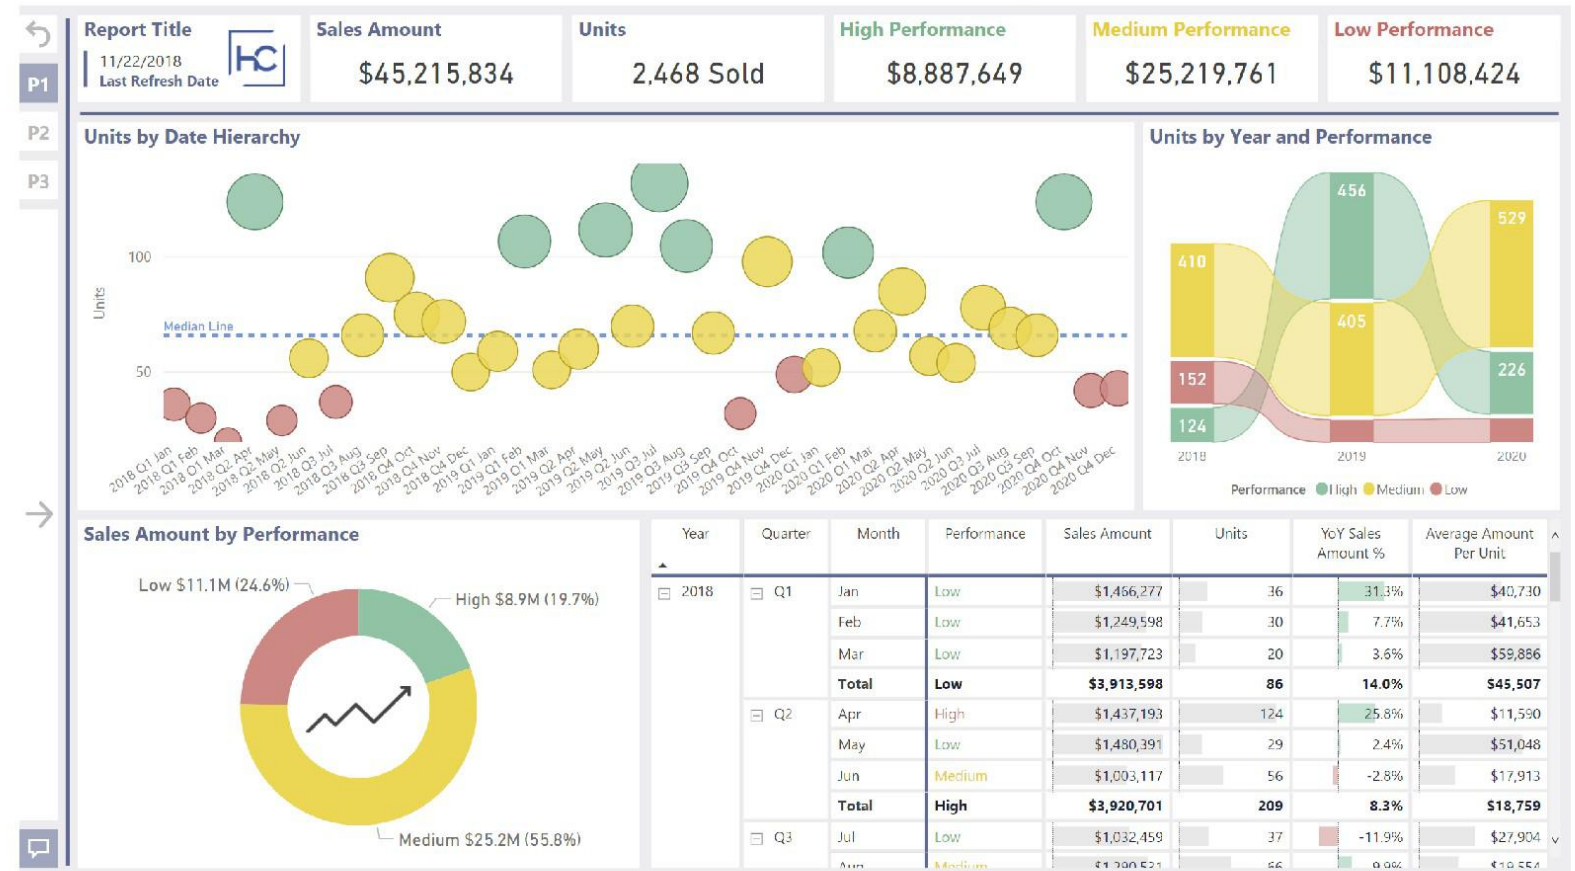 Report Title
11/22/2018
Last Refresh Date
hC
Sales Amount
$45,215,834
Units
2,468 Sold
High Performance
$8,887,649
Medium Performance
$25,219,761
Low Performance
$11,108,424
P1
P2
P3
Units by Date Hierarchy
Units
100
50
Median Line
2018 Q1 Jan
2018 Q1 Feb
2018 Q1 Mar
2018 Q2 Apr
2018 Q2 May
2018 Q2 Jun
2018 Q3 Jul
2018 Q3 Aug
2018 Q3 Sep
2018 Q4 Oct
2018 Q4 Nov
2018 Q4 Dec
2019 Q1 Jan
2019 Q1 Feb
2019 Q1 Mar
2019 Q2 Apr
2019 Q2 May
2019 Q2 Jun
2019 Q3 Jul
2019 Q3 Aug
2019 Q3 Sep
2019 Q4 Oct
2019 Q4 Nov
2019 Q4 Dec
2020 Q1 Jan
2020 Q1 Feb
2020 Q1 Mar
2020 Q2 Apr
2020 Q2 May
2020 Q2 Jun
2020 Q3 Jul
2020 Q3 Aug
2020 Q3 Sep
2020 Q4 Oct
2020 Q4 Nov
2020 Q4 Dec
Units by Year and Performance
410
152
124
456
405
529
226
2018 2019 2020
Performance High Medium Low
Sales Amount by Performance
Low $11.1M (24.6%)
High $8.9M (19.7%)
Medium $25.2M (55.8%)
Year Quarter Month Performance Sales Amount Units YoY Sales Amount % Average Amount Per Unit
2018 Q1 Jan Low $1,466,277 36 31.3% $40,730
Feb Low $1,249,598 30 7.7% $41,653
Mar Low $1,197,723 20 3.6% $59,886
Total Low $3,913,598 86 14.0% $45,507
Q2 Apr High $1,437,193 124 25.8% $11,590
May Low $1,480,391 29 2.4% $51,048
Jun Medium $1,003,117 56 -2.8% $17,913
Total High $3,920,701 209 8.3% $18,759
Q3 Jul Low $1,032,459 37 -11.9% $27,904
Aug Medium $1,290,531 66 9.9% $19,554